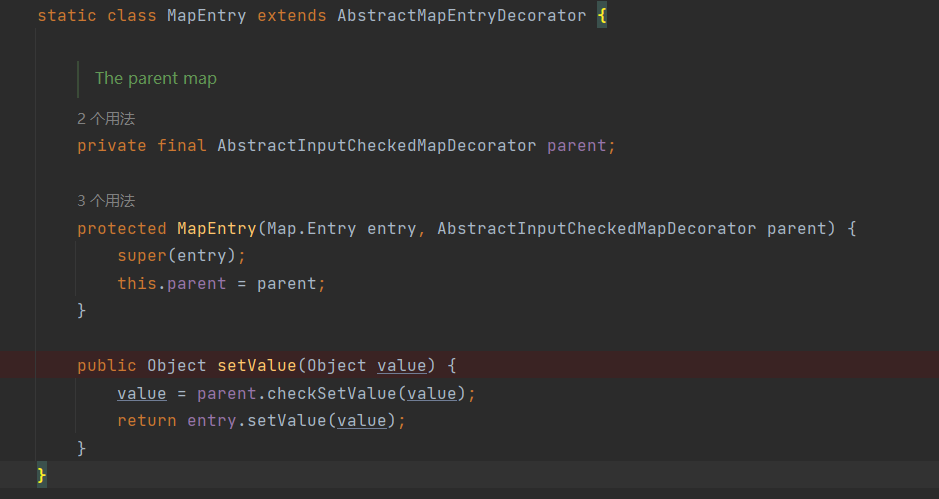 static class MapEntry extends AbstractMapEntryDecorator {
The parent map
2 个用法
private final AbstractInputCheckedMapDecorator parent;
3 个用法
protected MapEntry(Map.Entry entry, AbstractInputCheckedMapDecorator parent) {
super(entry);
this.parent = parent;
}
public Object setValue(Object value) {
value = parent.checkSetValue(value);
return entry.setValue(value);
}
}